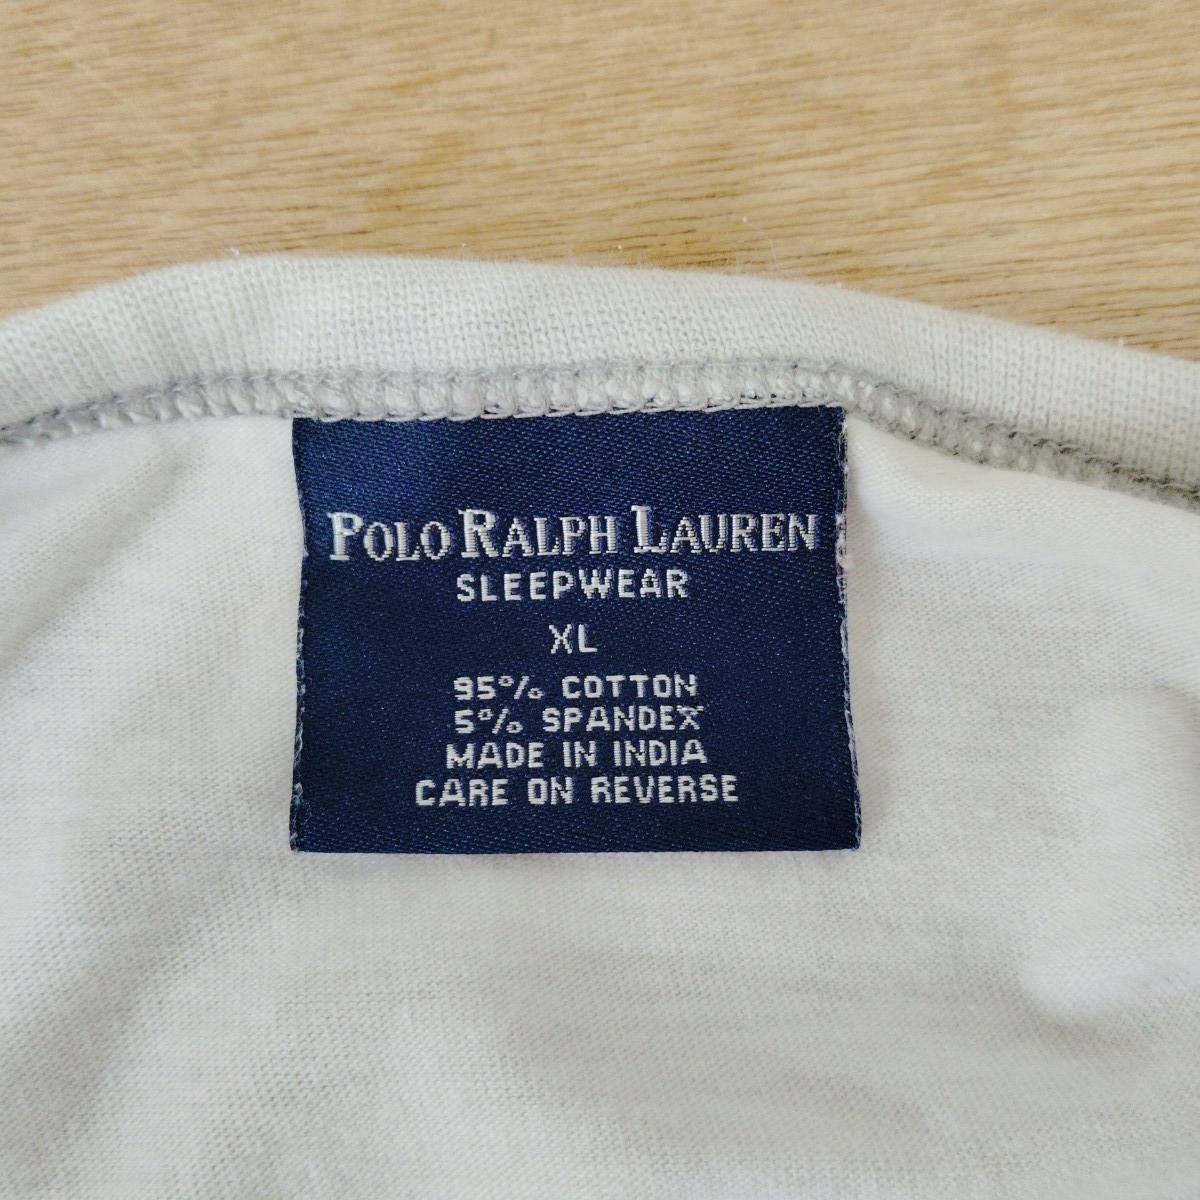 POLO RALPH LAUREN
SLEEPWEAR
XL
95% COTTON
5% SPANDEX
MADE IN INDIA
CARE ON REVERSE